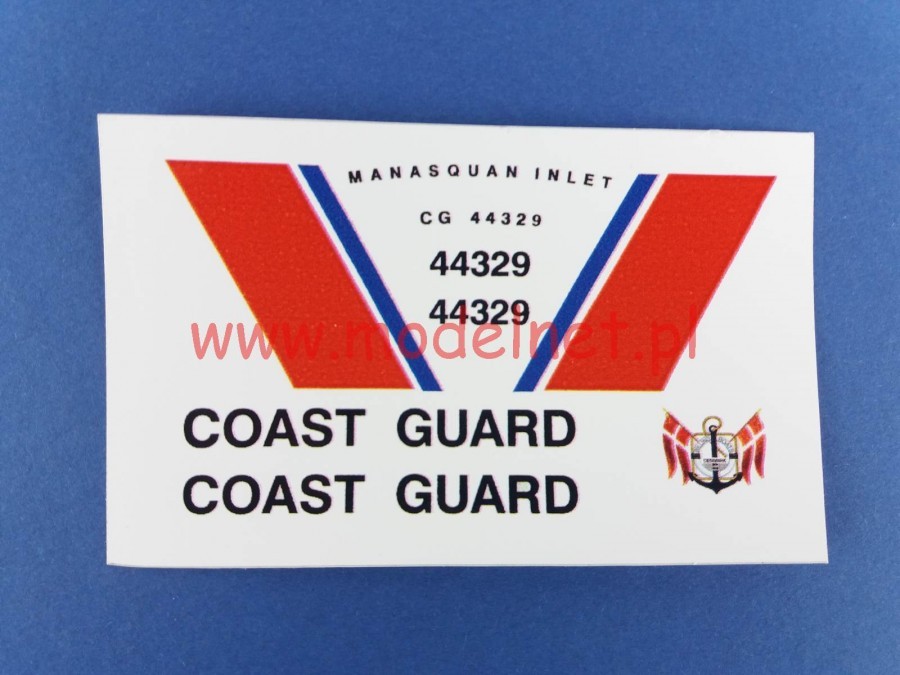 MANASQUAN INLET
CG 44329
44329
44329
www.modelnet.pl
COAST GUARD
COAST GUARD